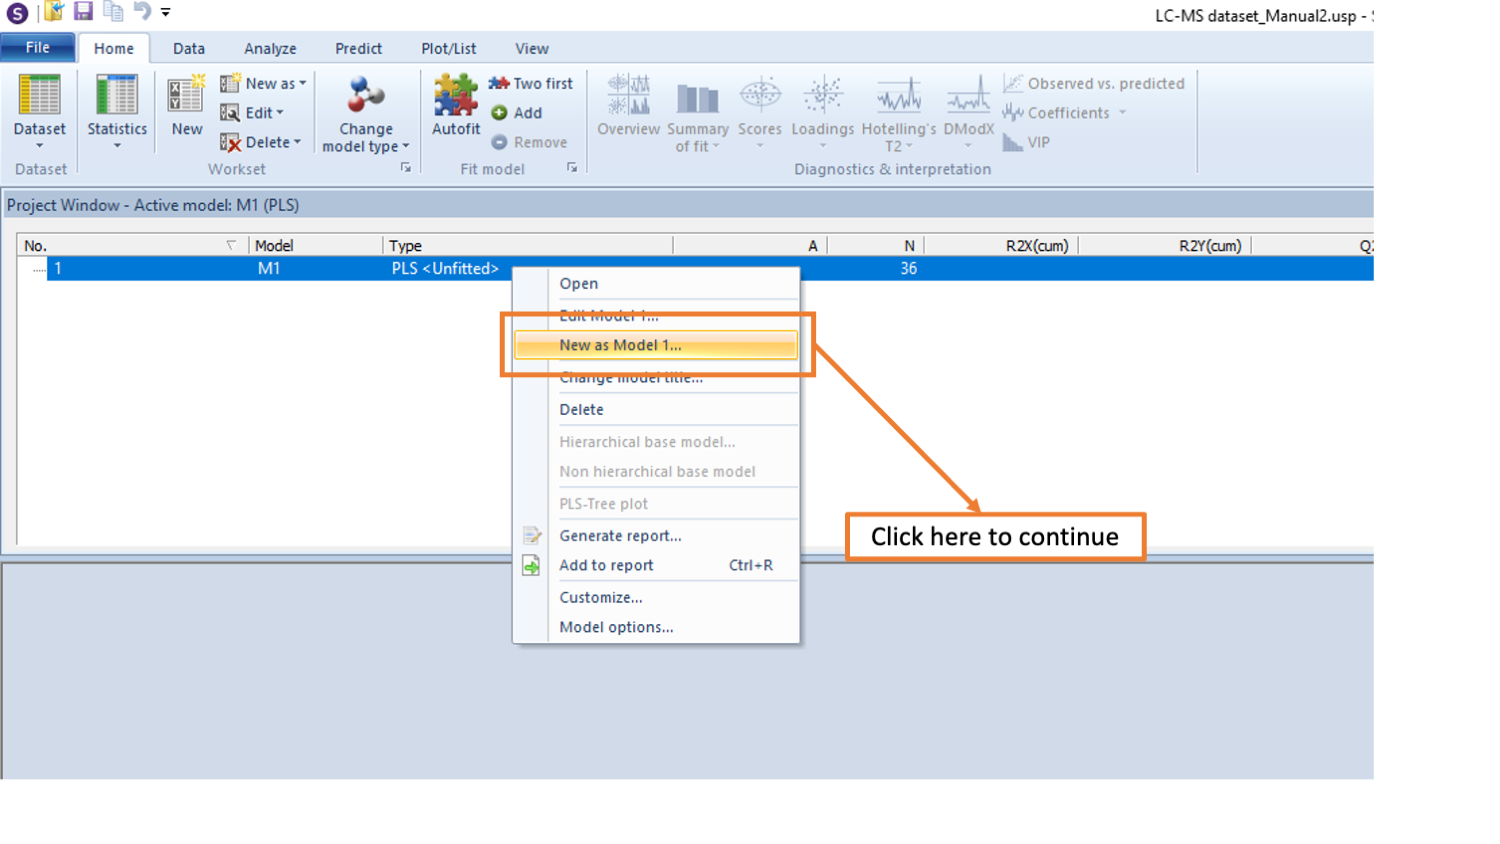 S
LC-MS dataset_Manual2.usp -
File Home Data Analyze Predict Plot/List View
Dataset
Statistics
New
New as
Edit
Delete
Change
model type
Autofit
Two first
Add
Remove
Overview
Summary
of fit
Scores
Loadings
Hotelling's
T2
DModX
Observed vs. predicted
Coefficients
VIP
Dataset Workset Fit model Diagnostics & interpretation
Project Window - Active model: M1 (PLS)
No. Model Type A N R2X(cum) R2Y(cum)
1 M1 PLS <Unfitted> 36
Open
Edit Model 1...
New as Model 1...
Change model title...
Delete
Hierarchical base model...
Non hierarchical base model
PLS-Tree plot
Generate report...
Add to report Ctrl+R
Customize...
Model options...
Click here to continue